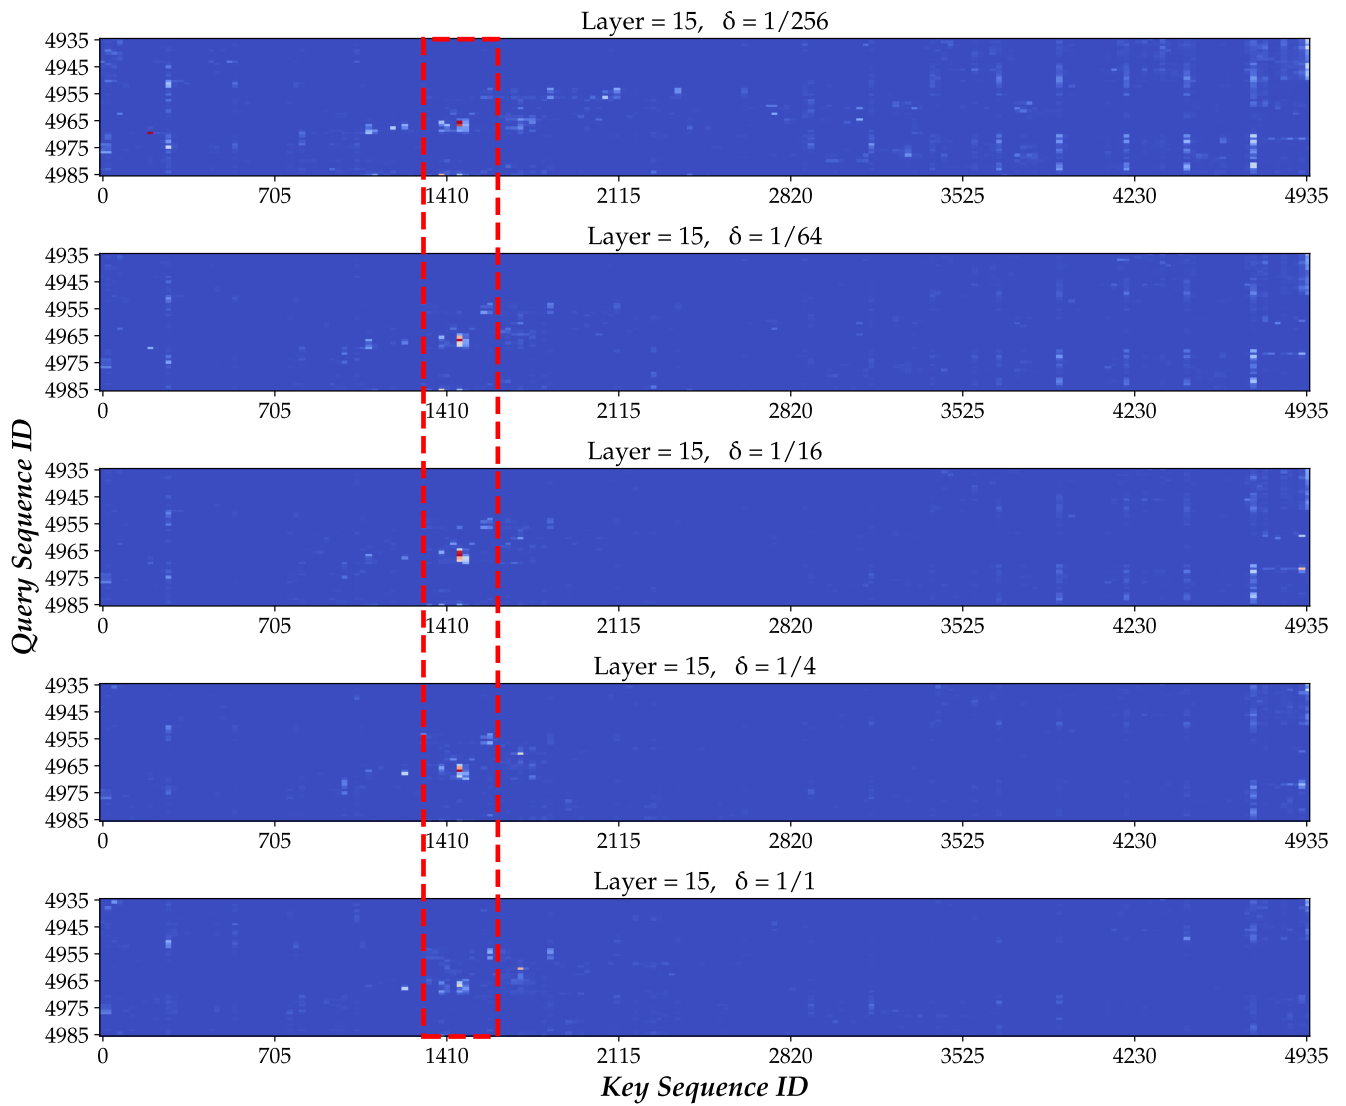 Layer = 15, δ = 1/256
4935
4945
4955
4965
4975
4985
0 705 1410 2115 2820 3525 4230 4935
Layer = 15, δ = 1/64
4935
4945
4955
4965
4975
4985
0 705 1410 2115 2820 3525 4230 4935
Layer = 15, δ = 1/16
4935
4945
4955
4965
4975
4985
0 705 1410 2115 2820 3525 4230 4935
Query Sequence ID
Layer = 15, δ = 1/4
4935
4945
4955
4965
4975
4985
0 705 1410 2115 2820 3525 4230 4935
Layer = 15, δ = 1/1
4935
4945
4955
4965
4975
4985
0 705 1410 2115 2820 3525 4230 4935
Key Sequence ID